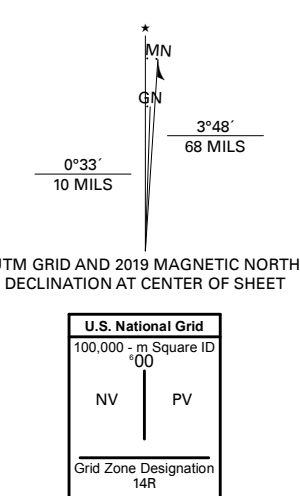 ★
MN
GN
3°48´
68 MILS
0°33´
10 MILS
UTM GRID AND 2019 MAGNETIC NORTH
DECLINATION AT CENTER OF SHEET
U.S. National Grid
100,000 - m Square ID
⁶00
NV PV
Grid Zone Designation
14R